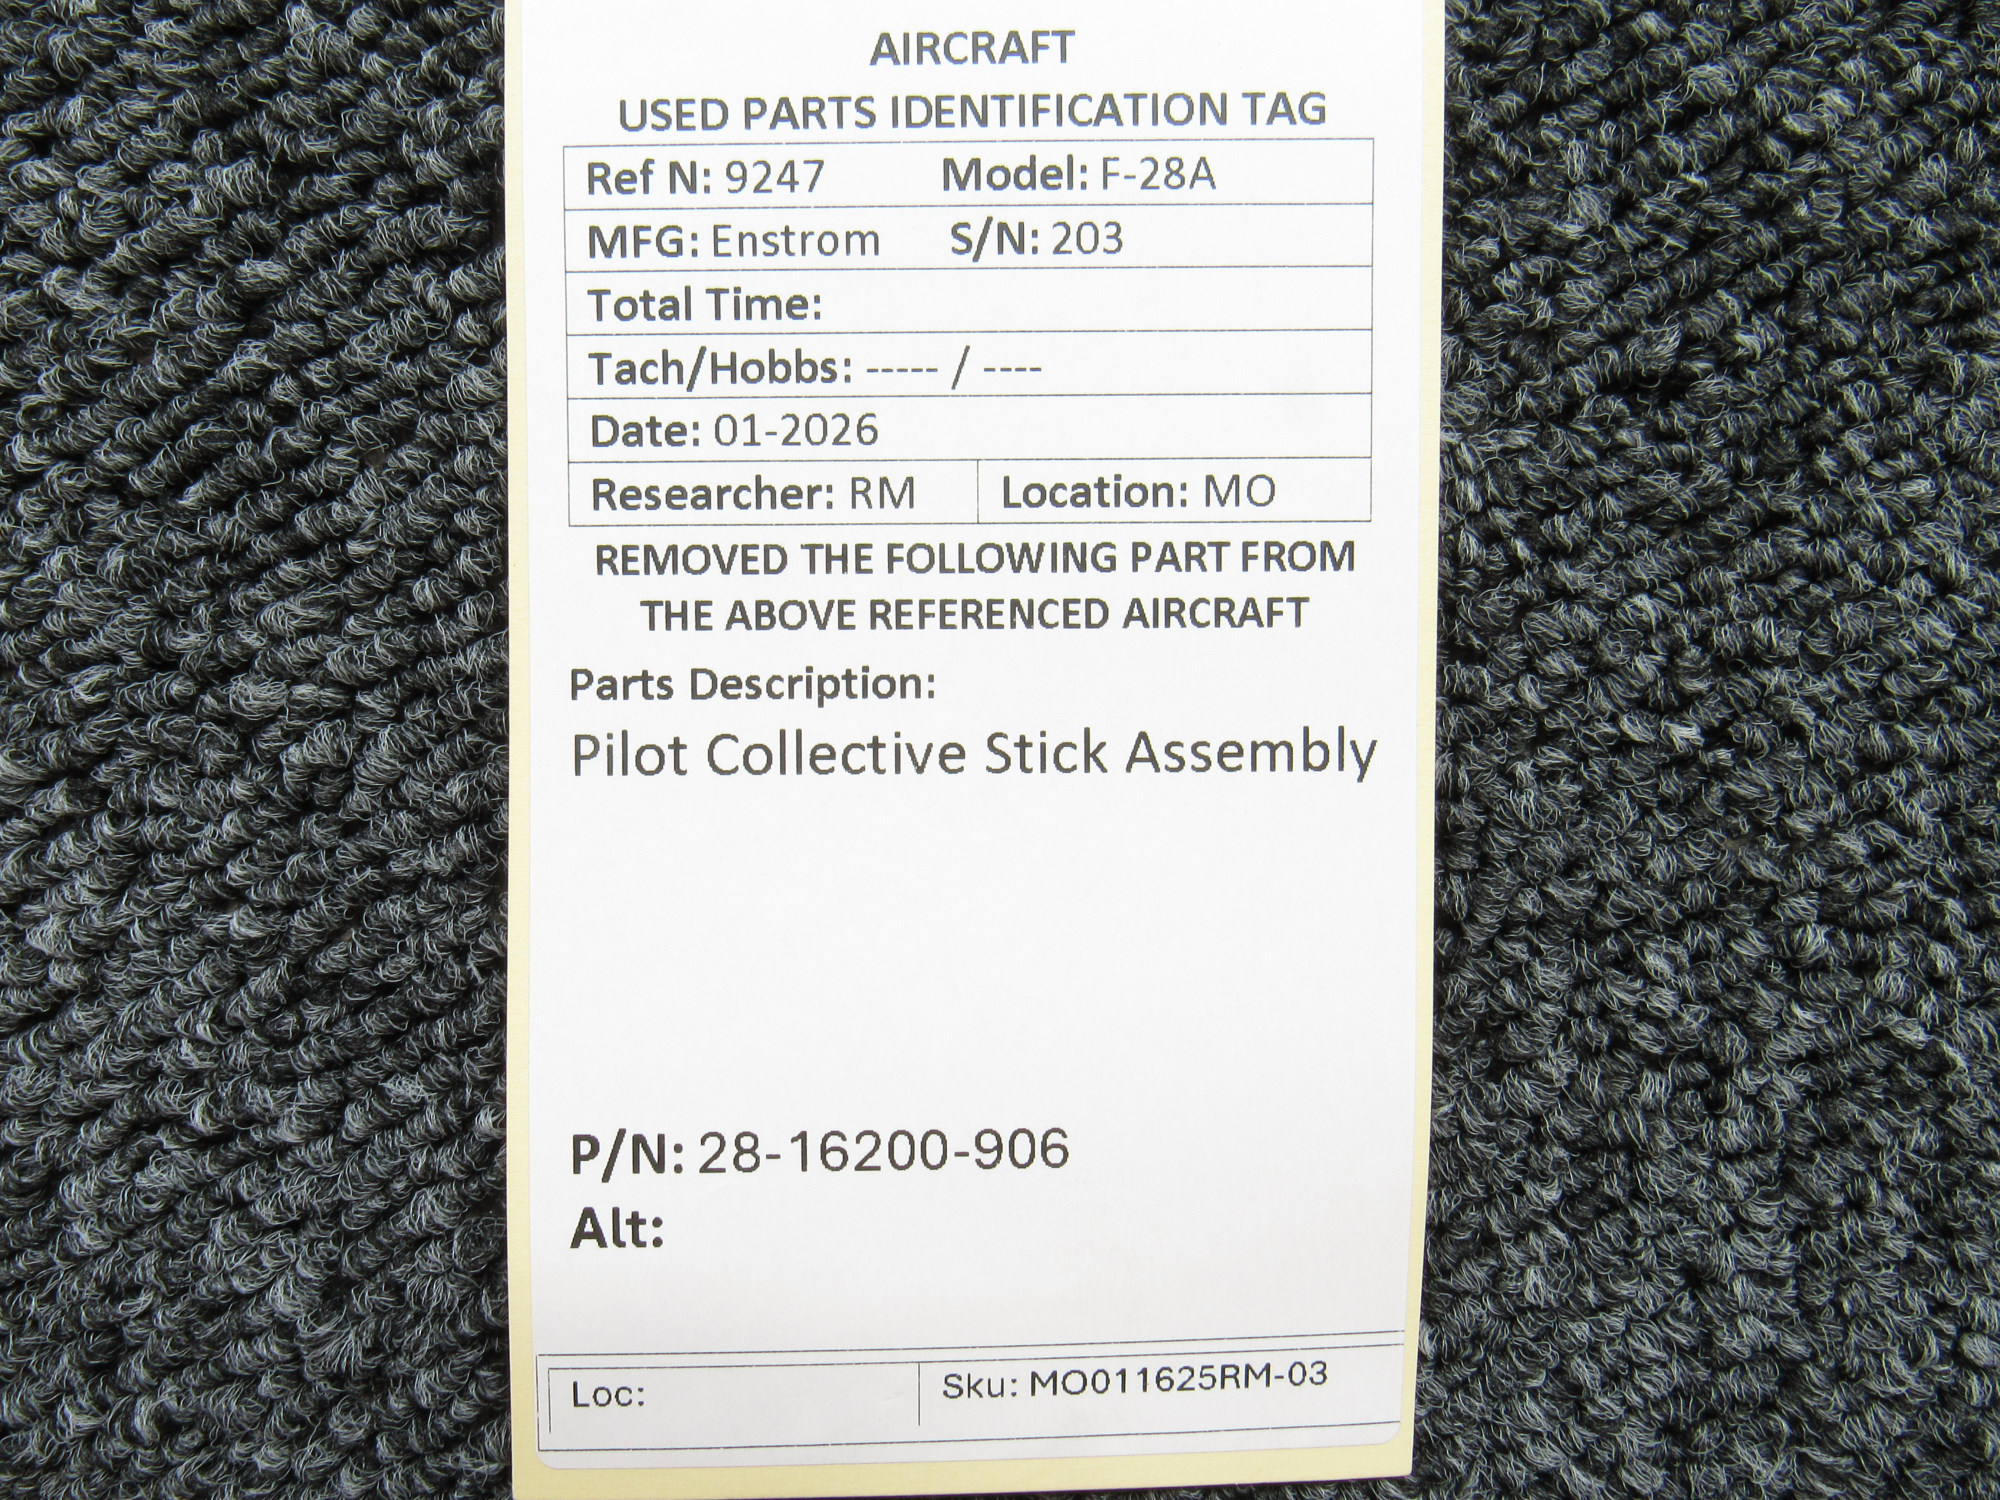 AIRCRAFT
USED PARTS IDENTIFICATION TAG
Ref N: 9247 Model: F-28A
MFG: Enstrom S/N: 203
Total Time:
Tach/Hobbs: ----- / ----
Date: 01-2026
Researcher: RM Location: MO
REMOVED THE FOLLOWING PART FROM
THE ABOVE REFERENCED AIRCRAFT
Parts Description:
Pilot Collective Stick Assembly
P/N: 28-16200-906
Alt:
Loc: Sku: MO011625RM-03